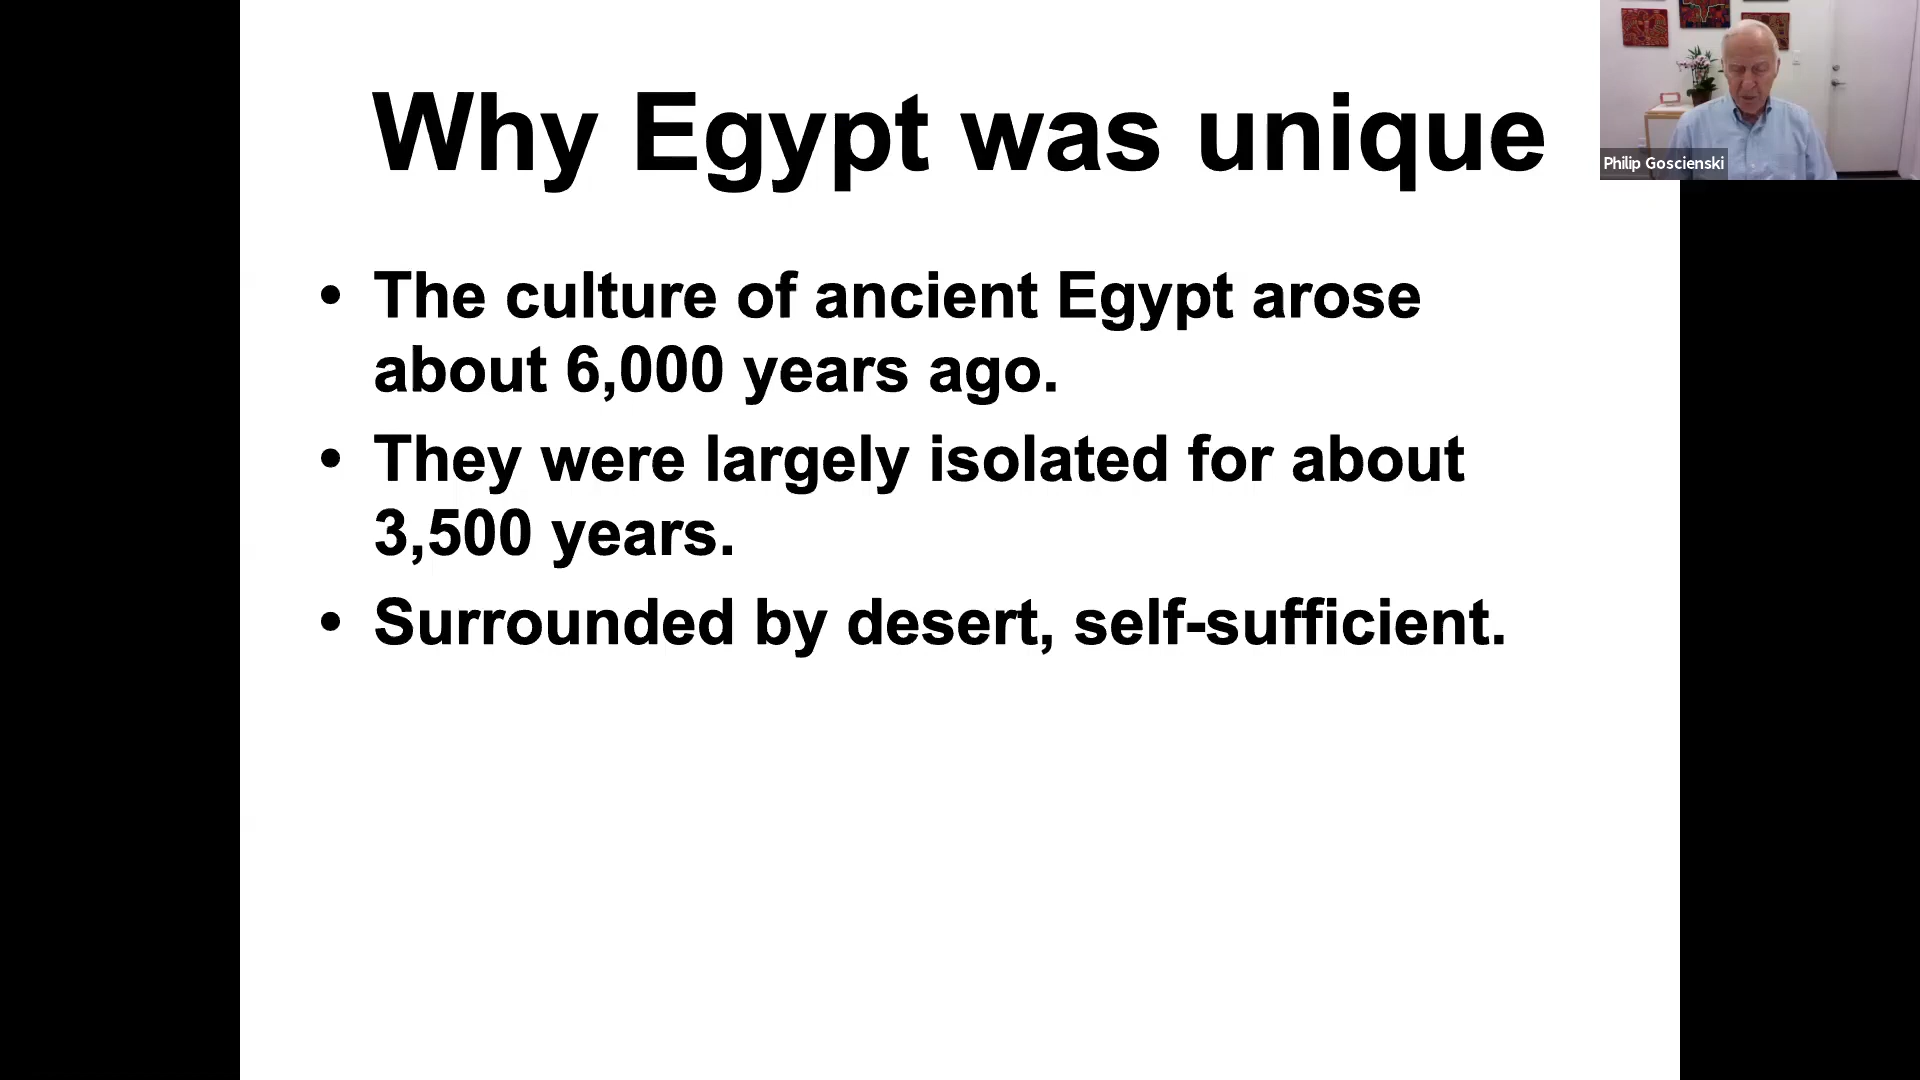 Why Egypt was unique
Philip Goscienski
• The culture of ancient Egypt arose
about 6,000 years ago.
• They were largely isolated for about
3,500 years.
• Surrounded by desert, self-sufficient.